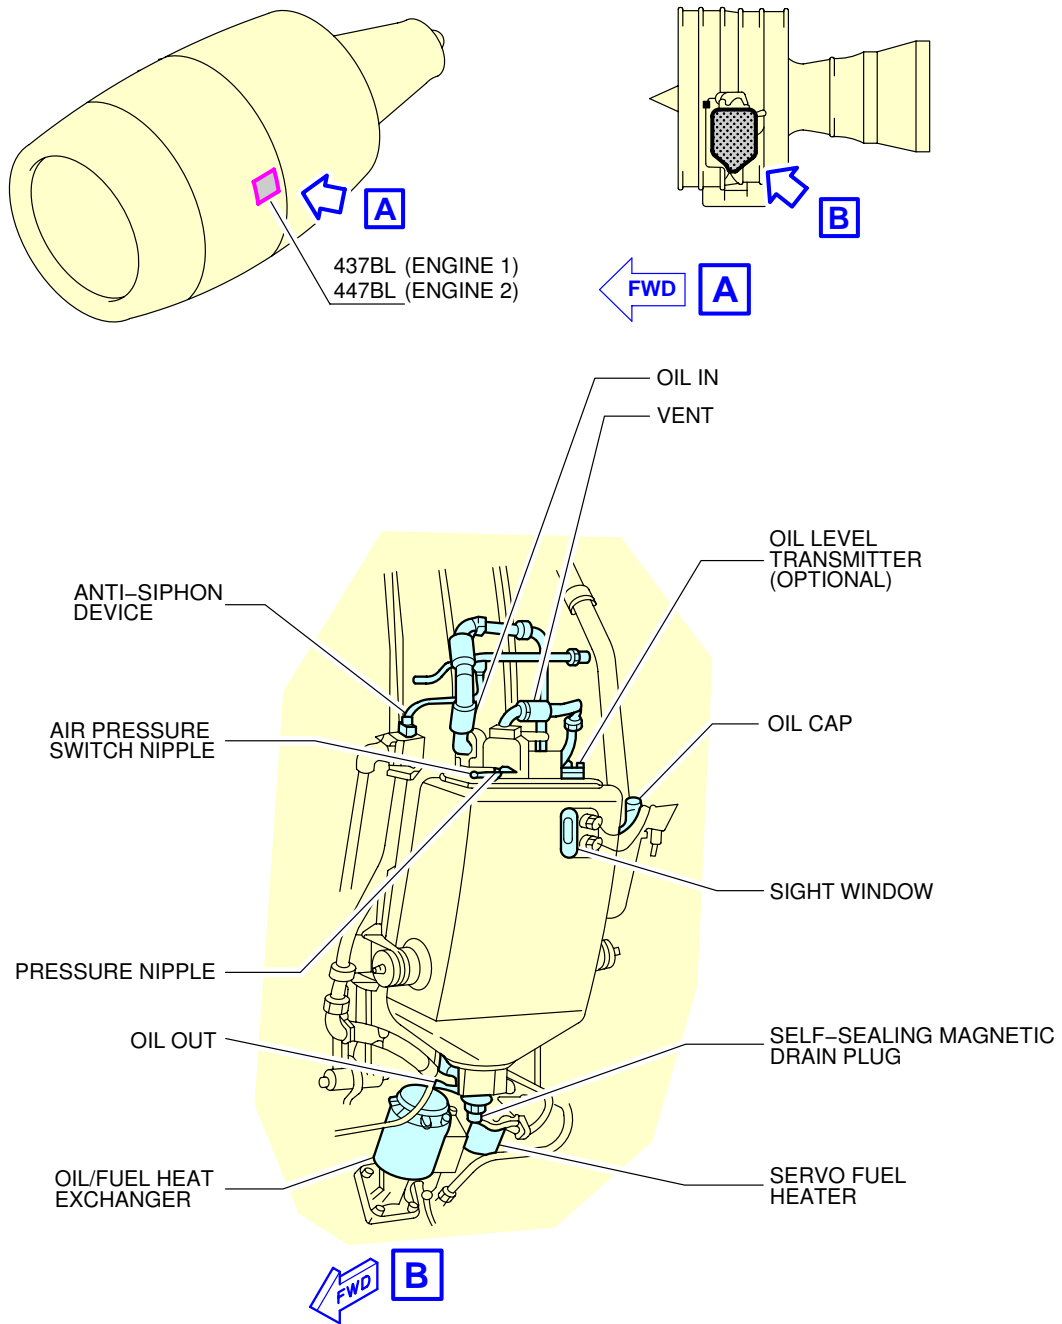 A
B
437BL (ENGINE 1)
447BL (ENGINE 2)
FWD
A
OIL IN
VENT
OIL LEVEL
TRANSMITTER
(OPTIONAL)
ANTI–SIPHON
DEVICE
AIR PRESSURE
SWITCH NIPPLE
OIL CAP
SIGHT WINDOW
PRESSURE NIPPLE
OIL OUT
SELF–SEALING MAGNETIC
DRAIN PLUG
OIL/FUEL HEAT
EXCHANGER
SERVO FUEL
HEATER
FWD
B